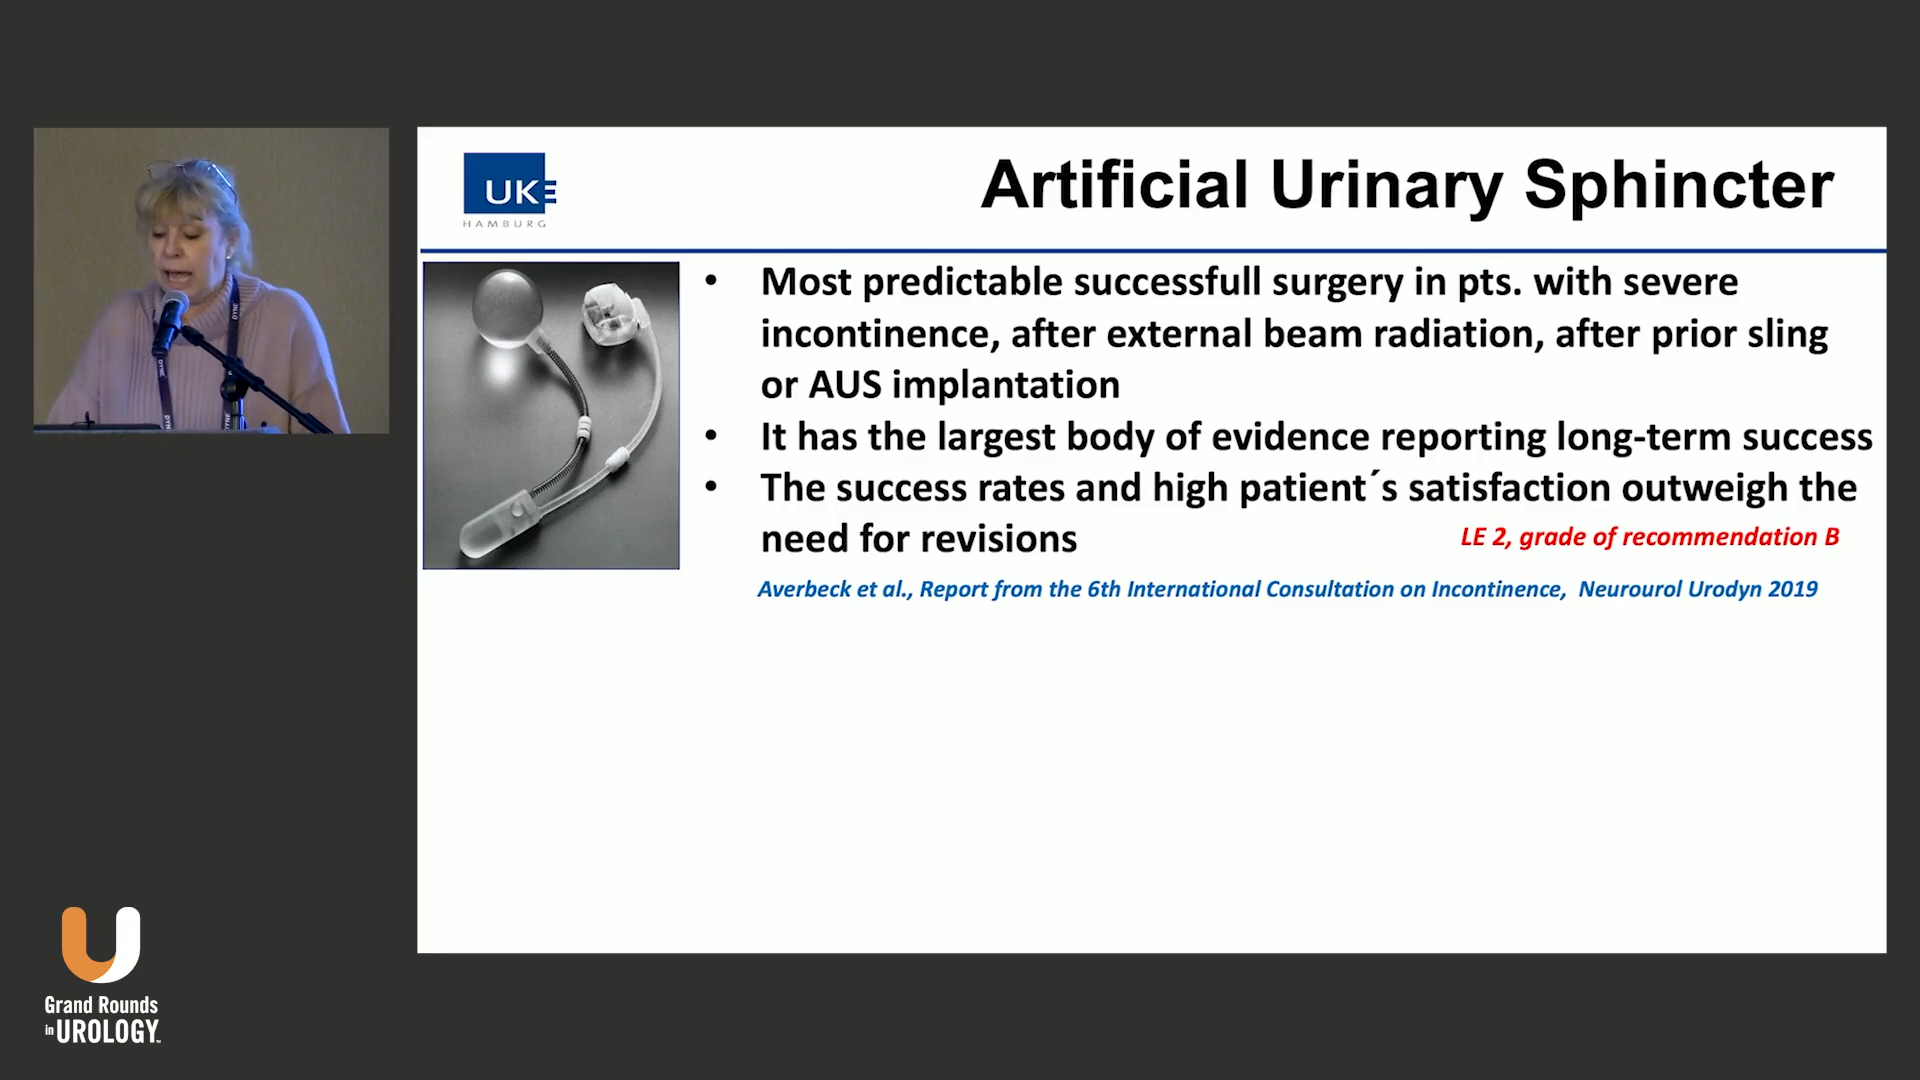 UKE
HAMBURG
Artificial Urinary Sphincter
• Most predictable successfull surgery in pts. with severe
incontinence, after external beam radiation, after prior sling
or AUS implantation
• It has the largest body of evidence reporting long-term success
• The success rates and high patient´s satisfaction outweigh the
need for revisions
LE 2, grade of recommendation B
Averbeck et al., Report from the 6th International Consultation on Incontinence, Neurourol Urodyn 2019
Grand Rounds
in UROLOGY™